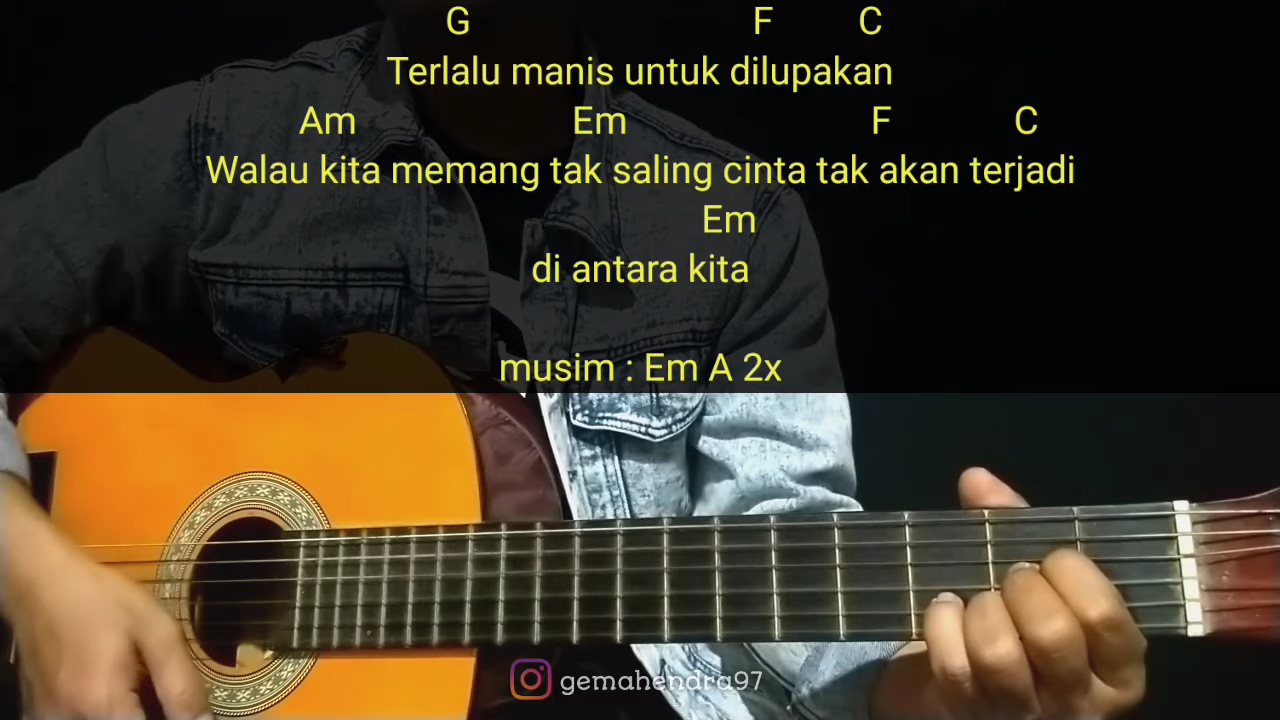 G F C
Terlalu manis untuk dilupakan
Am Em F C
Walau kita memang tak saling cinta tak akan terjadi
Em
di antara kita
musim : Em A 2x
gemahendra97